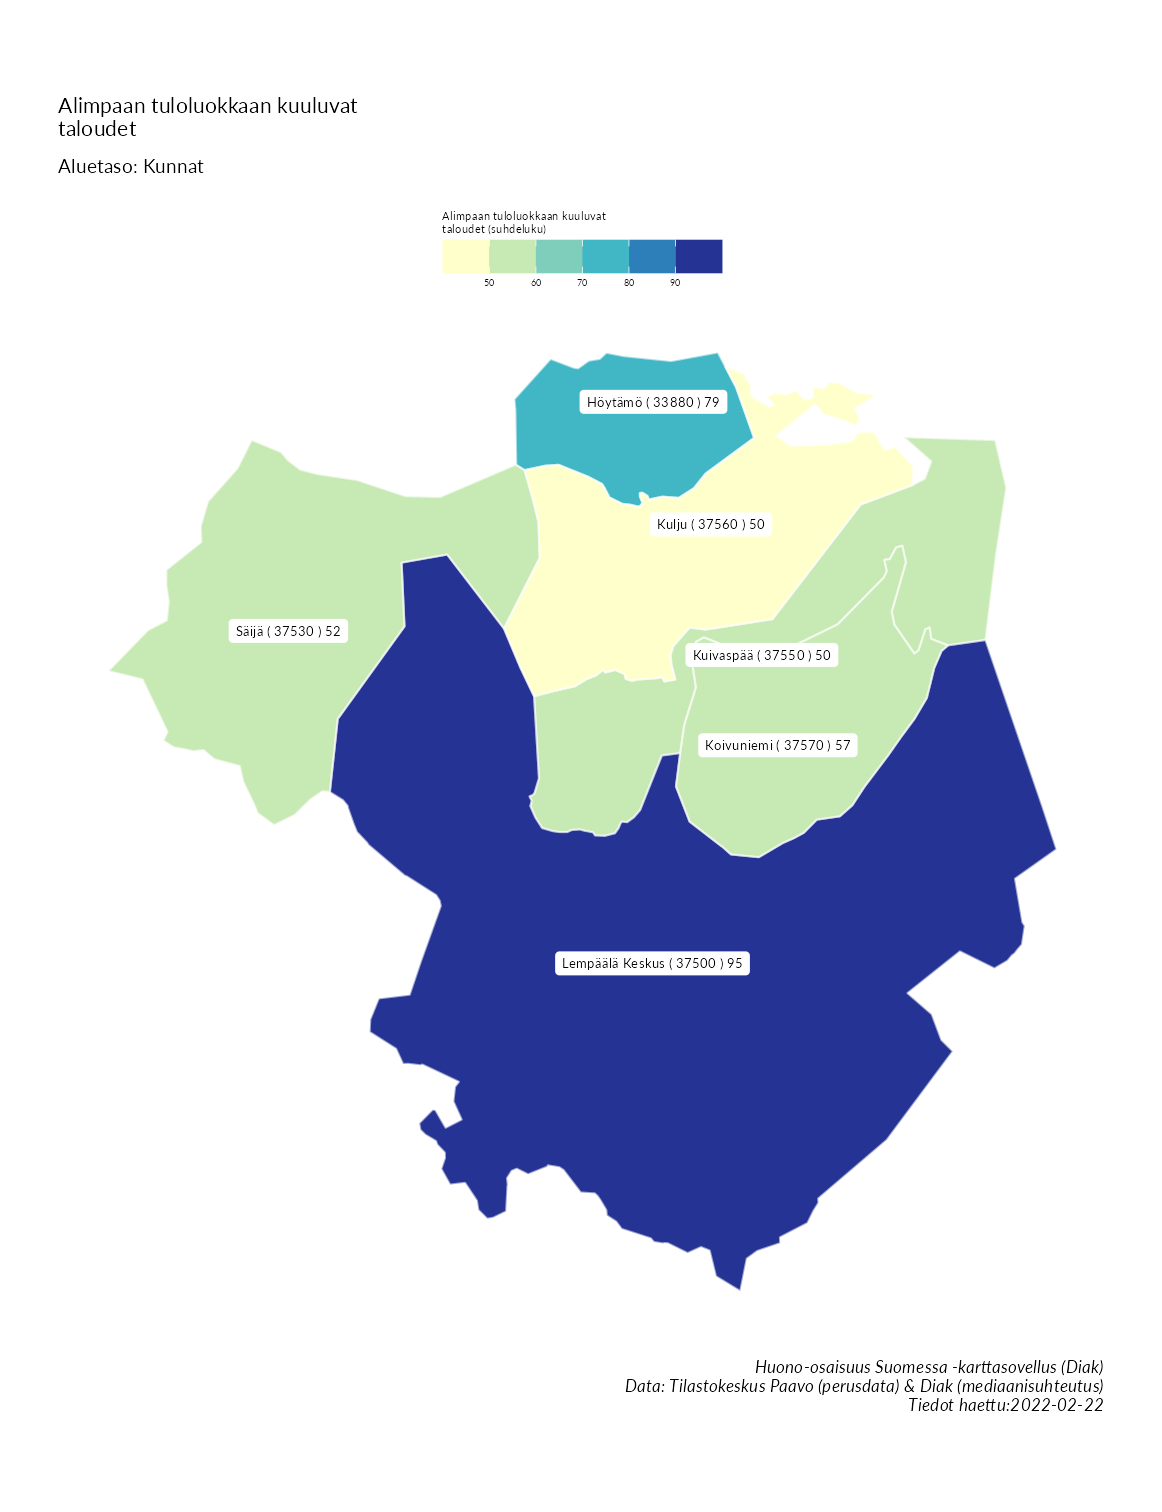 Alimpaan tuloluokkaan kuuluvat
taloudet
Aluetaso: Kunnat
Alimpaan tuloluokkaan kuuluvat
taloudet (suhdeluku)
50 60 70 80 90
Höytämö ( 33880 ) 79
Kulju ( 37560 ) 50
Säijä ( 37530 ) 52
Kuivaspää ( 37550 ) 50
Koivuniemi ( 37570 ) 57
Lempäälä Keskus ( 37500 ) 95
Huono-osaisuus Suomessa -karttasovellus (Diak)
Data: Tilastokeskus Paavo (perusdata) & Diak (mediaanisuhteutus)
Tiedot haettu:2022-02-22